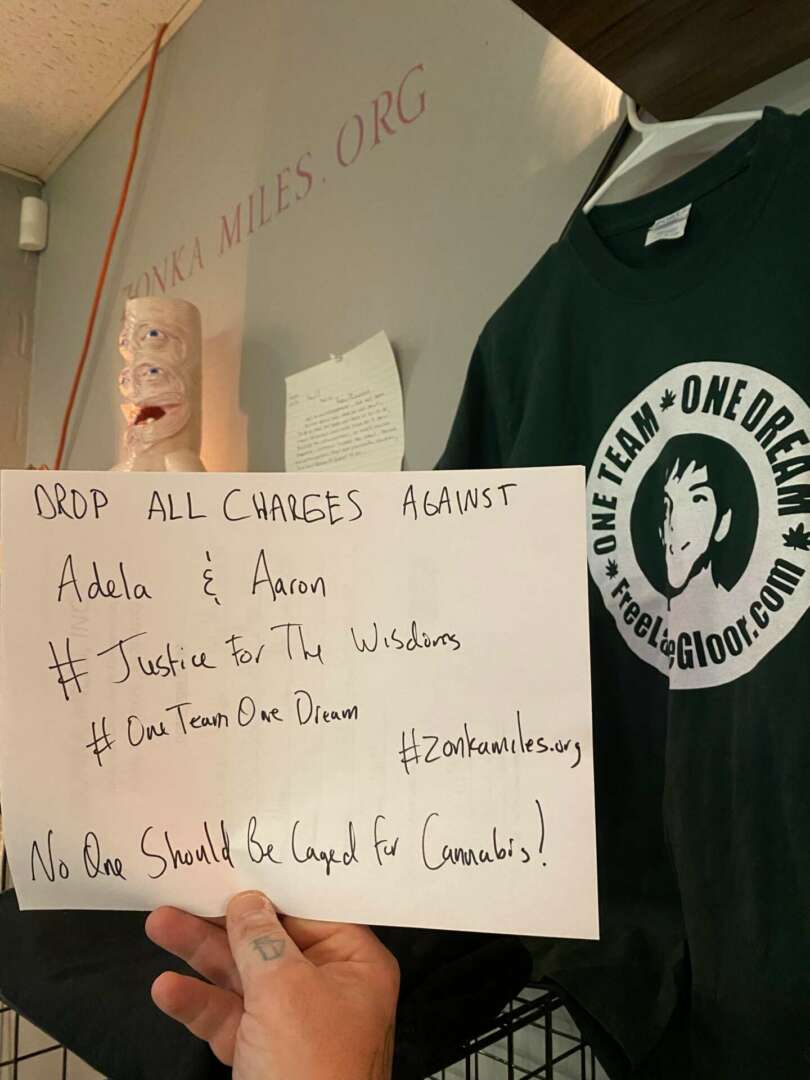 ZONKA MILES.ORG
DROP ALL CHARGES AGAINST
Adela & Aaron
# Justice For The Wisdoms
# One Team One Dream
#zonkamiles.org
No One Should Be Caged for Cannabis!
ONE TEAM ONE DREAM
FreeLaeGloor.com